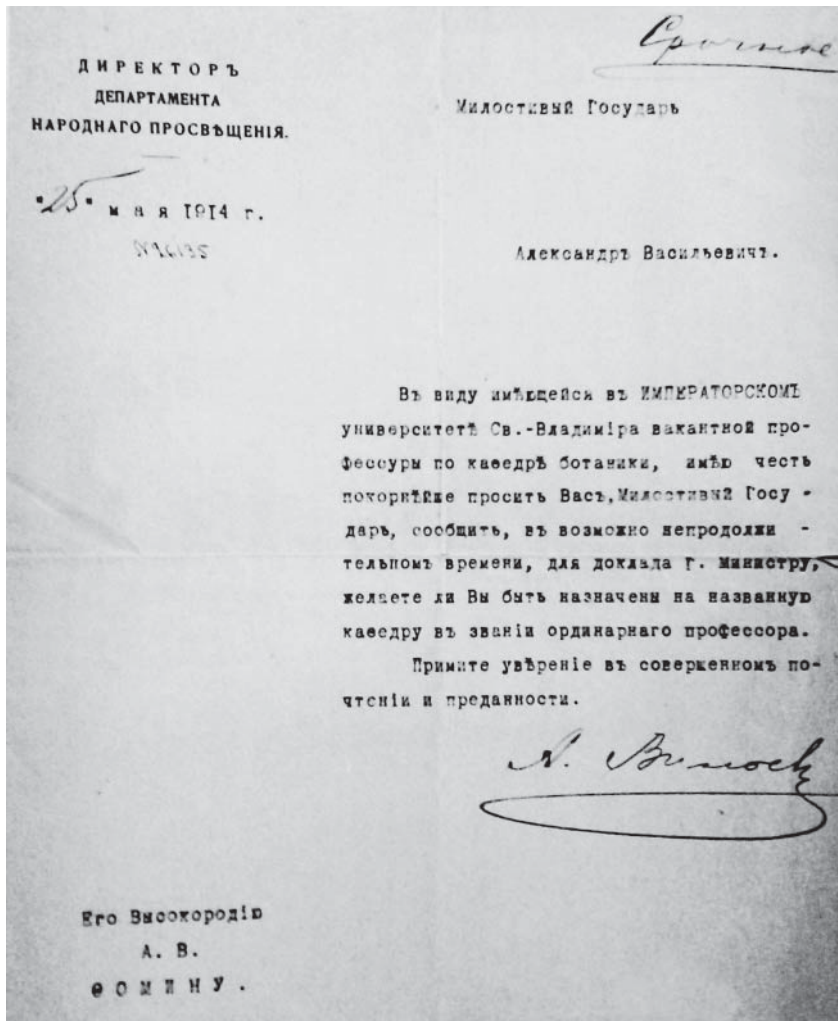 Срочное
ДИРЕКТОРЪ
ДЕПАРТАМЕНТА
НАРОДНАГО ПРОСВѢЩЕНІЯ.
"25" мая 1914 г.
№26135
Милостивый Государь
Александръ Васильевичъ.
Въ виду имѣющейся въ ИМПЕРАТОРСКОМЪ
университетѣ Св.-Владиміра вакантной про-
фессуры по каѳедрѣ ботаники, имѣю честь
покорнѣйше просить Васъ, Милостивый Госу -
дарь, сообщить, въ возможно непродолжи -
тельномъ времени, для доклада Г. Министру,
желаете ли Вы быть назначены на названную
каѳедру въ званіи ординарнаго профессора.
Примите увѣреніе въ совершенномъ по-
чтеніи и преданности.
А.
Его Высокородію
А. В.
ѲОМИНУ.